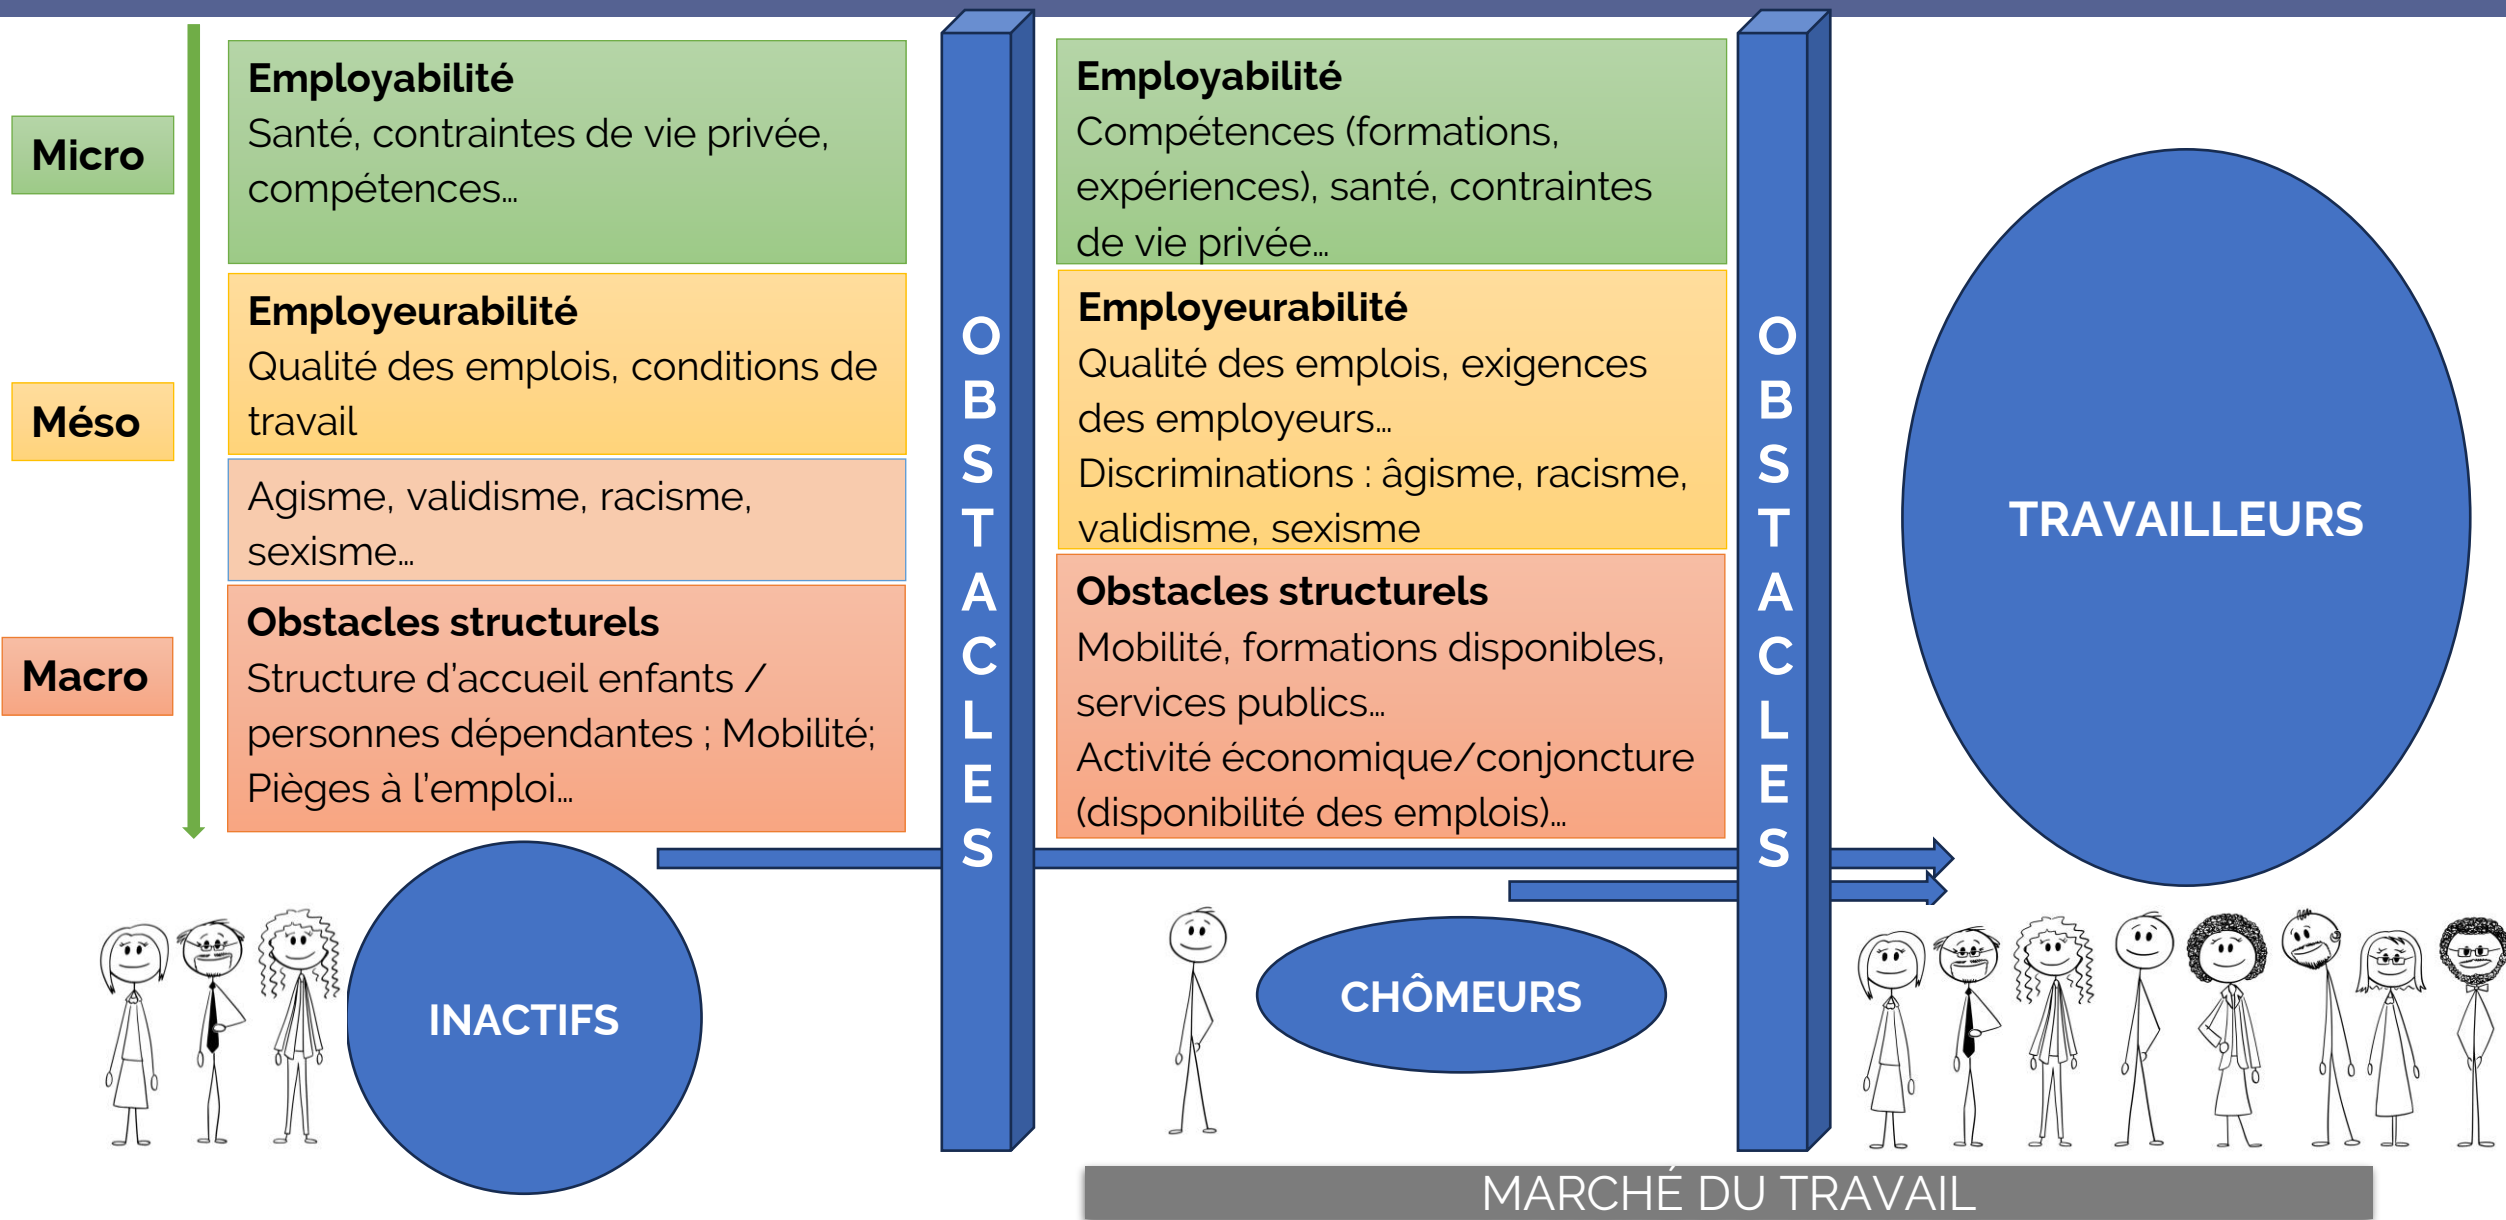 Micro
Méso
Macro
Employabilité
Santé, contraintes de vie privée,
compétences…
Employeurabilité
Qualité des emplois, conditions de
travail
Agisme, validisme, racisme,
sexisme…
Obstacles structurels
Structure d'accueil enfants /
personnes dépendantes ; Mobilité;
Pièges à l'emploi…
INACTIFS
OBSTACLES
Employabilité
Compétences (formations,
expériences), santé, contraintes
de vie privée…
Employeurabilité
Qualité des emplois, exigences
des employeurs…
Discriminations : âgisme, racisme,
validisme, sexisme
Obstacles structurels
Mobilité, formations disponibles,
services publics…
Activité économique/conjoncture
(disponibilité des emplois)…
CHÔMEURS
OBSTACLES
TRAVAILLEURS
MARCHÉ DU TRAVAIL